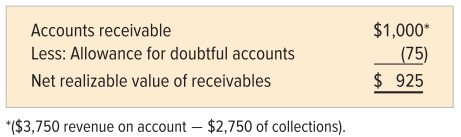 Accounts receivable $1,000*
Less: Allowance for doubtful accounts (75)
Net realizable value of receivables $ 925
*($3,750 revenue on account — $2,750 of collections).